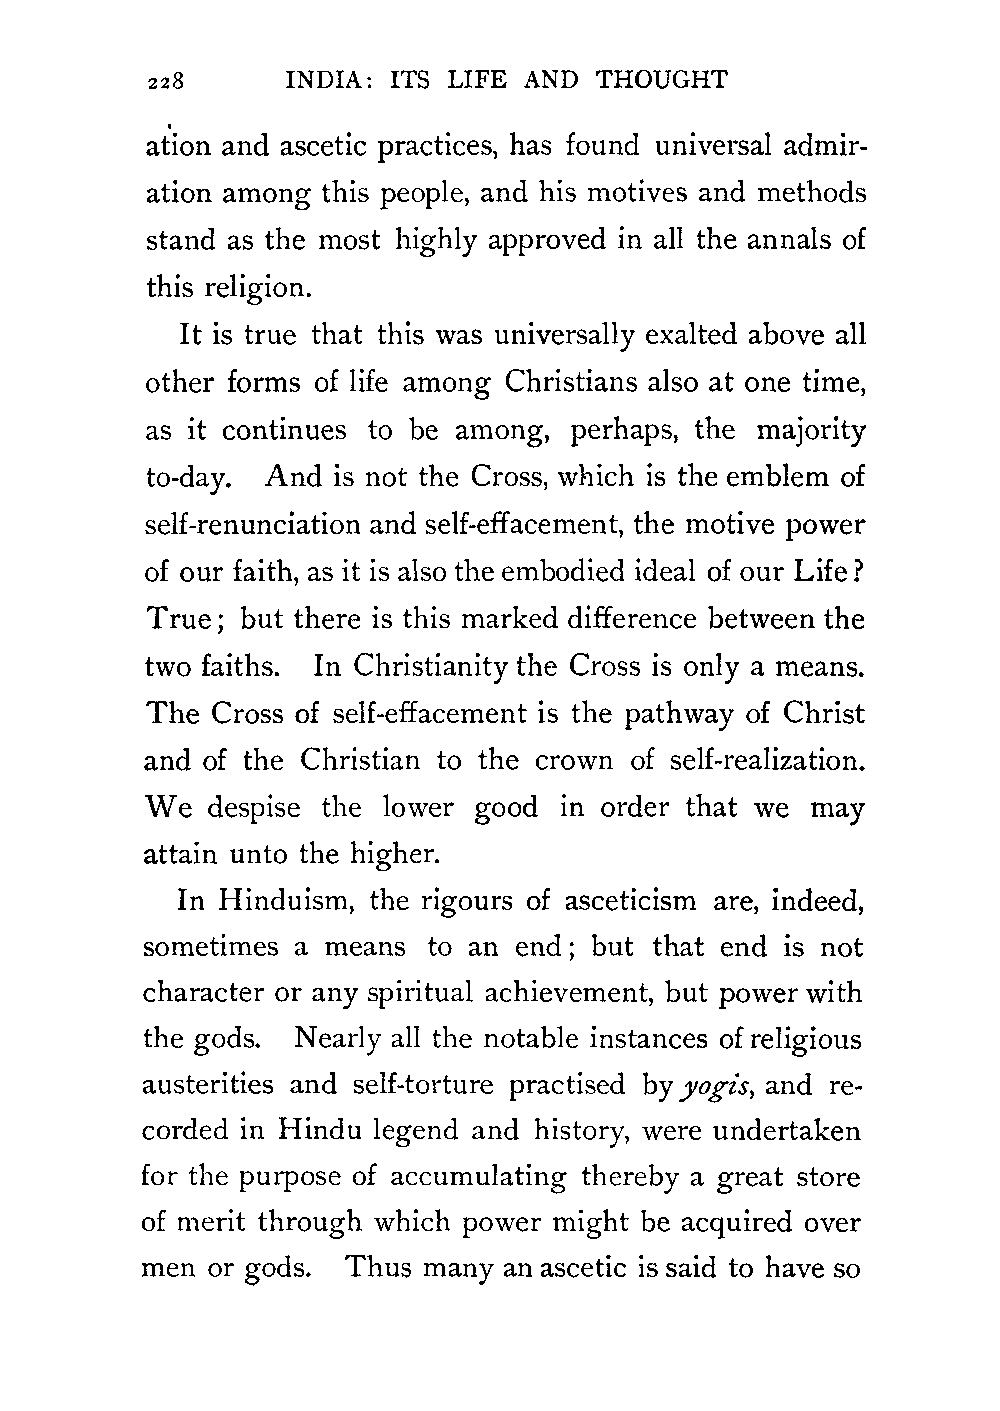 228 INDIA: ITS LIFE AND THOUGHT
ation and ascetic practices, has found universal admir-
ation among this people, and his motives and methods
stand as the most highly approved in all the annals of
this religion.
It is true that this was universally exalted above all
other forms of life among Christians also at one time,
as it continues to be among, perhaps, the majority
to-day. And is not the Cross, which is the emblem of
self-renunciation and self-effacement, the motive power
of our faith, as it is also the embodied ideal of our Life?
True; but there is this marked difference between the
two faiths. In Christianity the Cross is only a means.
The Cross of self-effacement is the pathway of Christ
and of the Christian to the crown of self-realization.
We despise the lower good in order that we may
attain unto the higher.
In Hinduism, the rigours of asceticism are, indeed,
sometimes a means to an end; but that end is not
character or any spiritual achievement, but power with
the gods. Nearly all the notable instances of religious
austerities and self-torture practised by yogis, and re-
corded in Hindu legend and history, were undertaken
for the purpose of accumulating thereby a great store
of merit through which power might be acquired over
men or gods. Thus many an ascetic is said to have so